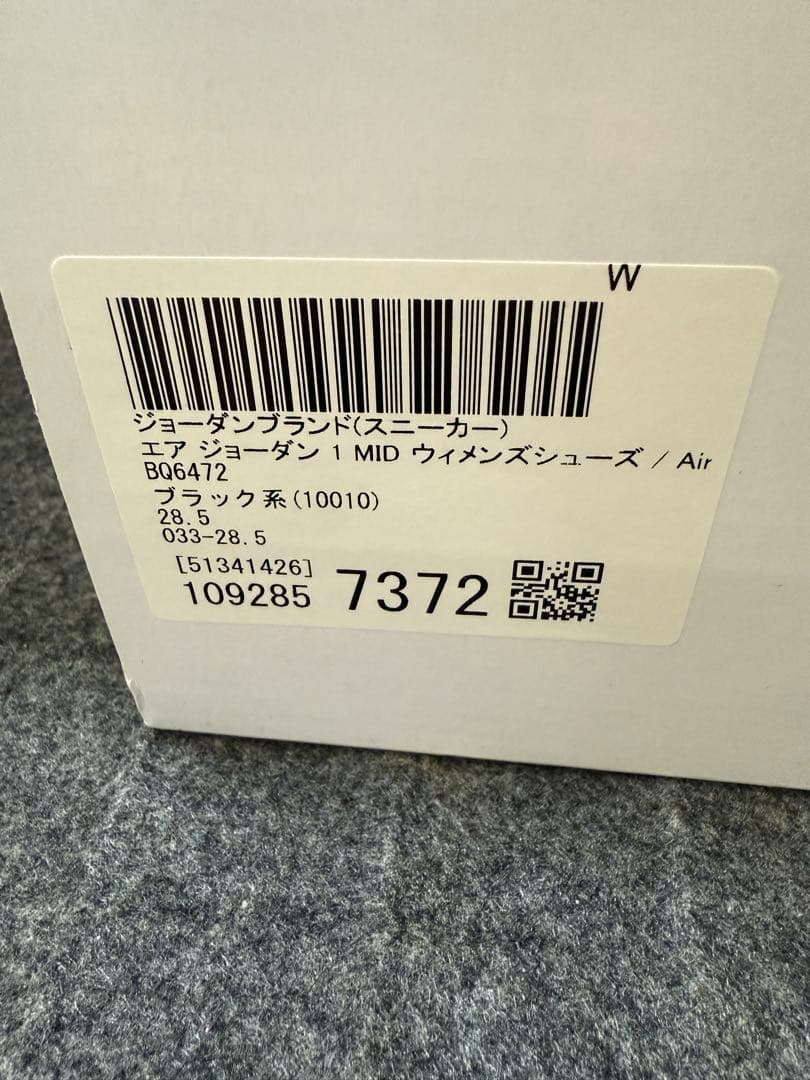 W
ジョーダンブランド(スニーカー)
エア ジョーダン 1 MID ウィメンズシューズ / Air
BQ6472
ブラック系(10010)
28.5
033-28.5
[51341426]
109285 7372